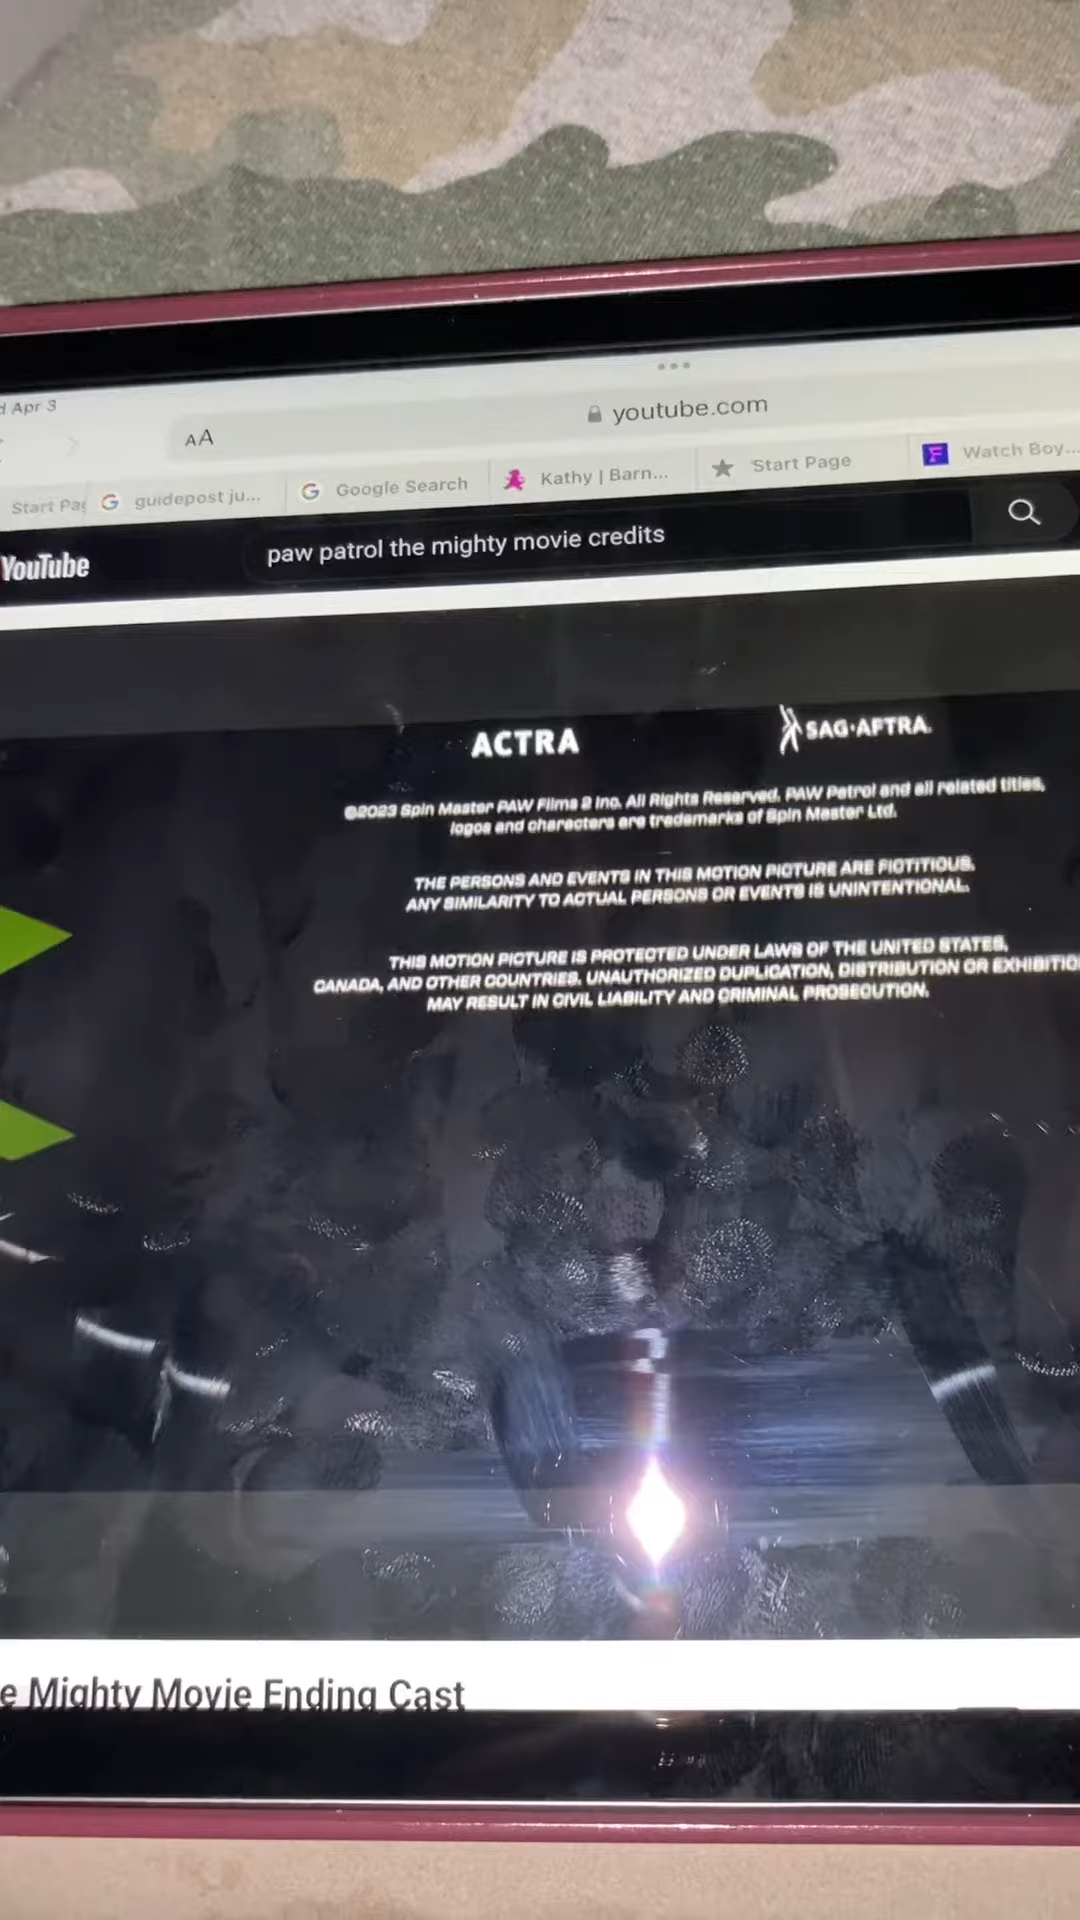 d Apr 3
AA
youtube.com
Start Pag
guidepost ju...
Google Search
Kathy | Barn...
Start Page
Watch Boy...
YouTube
paw patrol the mighty movie credits
ACTRA
SAG·AFTRA
©2023 Spin Master PAW Films 2 Inc. All Rights Reserved. PAW Patrol and all related titles,
logos and characters are trademarks of Spin Master Ltd.
THE PERSONS AND EVENTS IN THIS MOTION PICTURE ARE FICTITIOUS.
ANY SIMILARITY TO ACTUAL PERSONS OR EVENTS IS UNINTENTIONAL.
THIS MOTION PICTURE IS PROTECTED UNDER LAWS OF THE UNITED STATES,
CANADA, AND OTHER COUNTRIES. UNAUTHORIZED DUPLICATION, DISTRIBUTION OR EXHIBITIO
MAY RESULT IN CIVIL LIABILITY AND CRIMINAL PROSECUTION.
e Mighty Movie Ending Cast